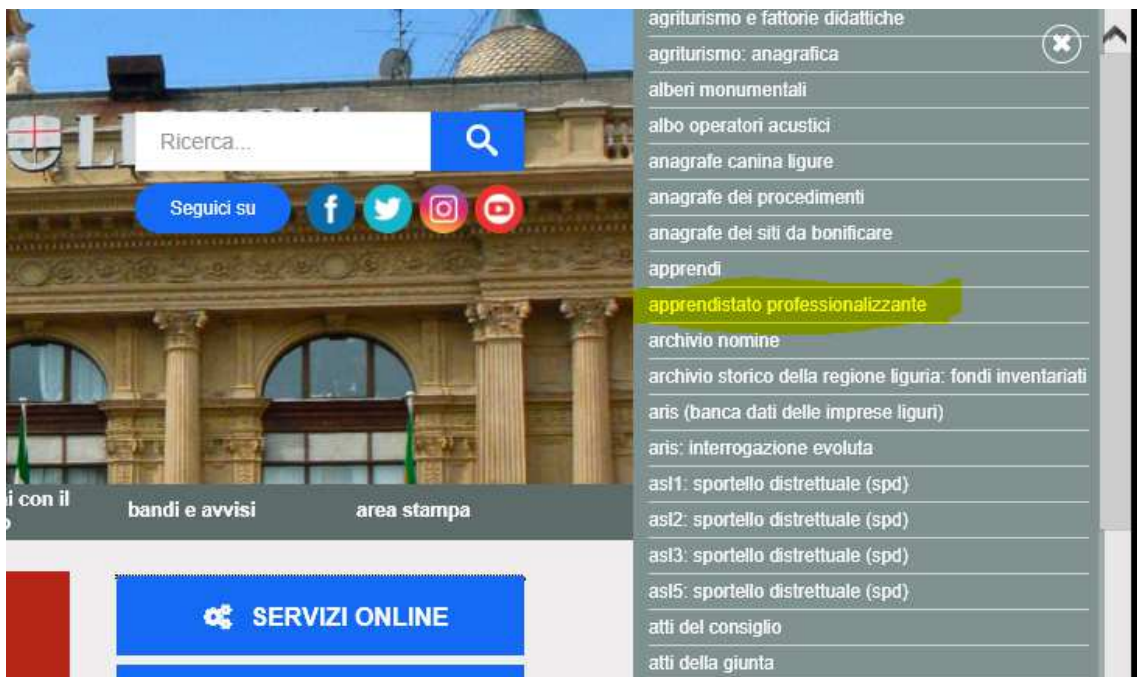 Ricerca...
Seguici su
i con il
bandi e avvisi
area stampa
SERVIZI ONLINE
agriturismo e fattorie didattiche
agriturismo: anagrafica
alberi monumentali
albo operatori acustici
anagrafe canina ligure
anagrafe dei procedimenti
anagrafe dei siti da bonificare
apprendi
apprendistato professionalizzante
archivio nomine
archivio storico della regione liguria: fondi inventariati
aris (banca dati delle imprese liguri)
aris: interrogazione evoluta
asl1: sportello distrettuale (spd)
asl2: sportello distrettuale (spd)
asl3: sportello distrettuale (spd)
asl5: sportello distrettuale (spd)
atti del consiglio
atti della giunta